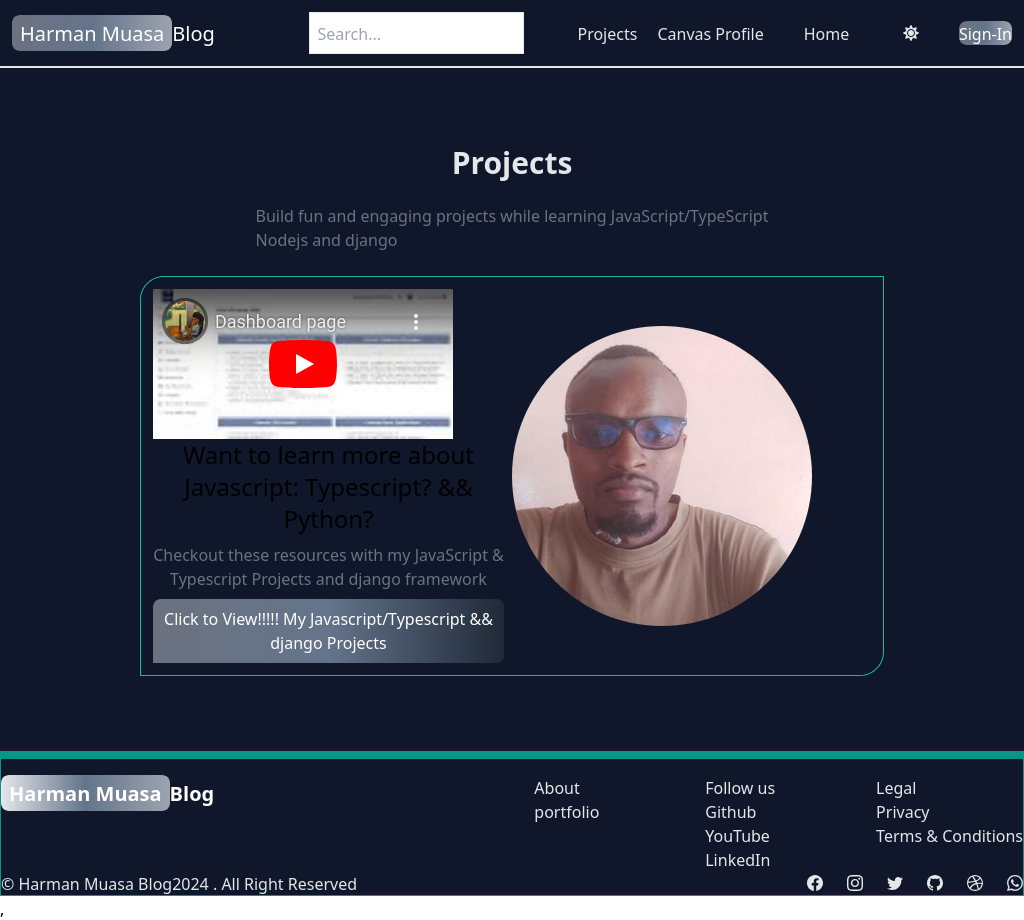 Harman Muasa Blog
Search...
Projects Canvas Profile Home Sign-In
Projects
Build fun and engaging projects while learning JavaScript/TypeScript
Nodejs and django
Dashboard page
Want to learn more about
Javascript: Typescript? &&
Python?
Checkout these resources with my JavaScript &
Typescript Projects and django framework
Click to View!!!!! My Javascript/Typescript &&
django Projects
Harman Muasa Blog
About
portfolio
Follow us
Github
YouTube
LinkedIn
Legal
Privacy
Terms & Conditions
© Harman Muasa Blog2024 . All Right Reserved
,